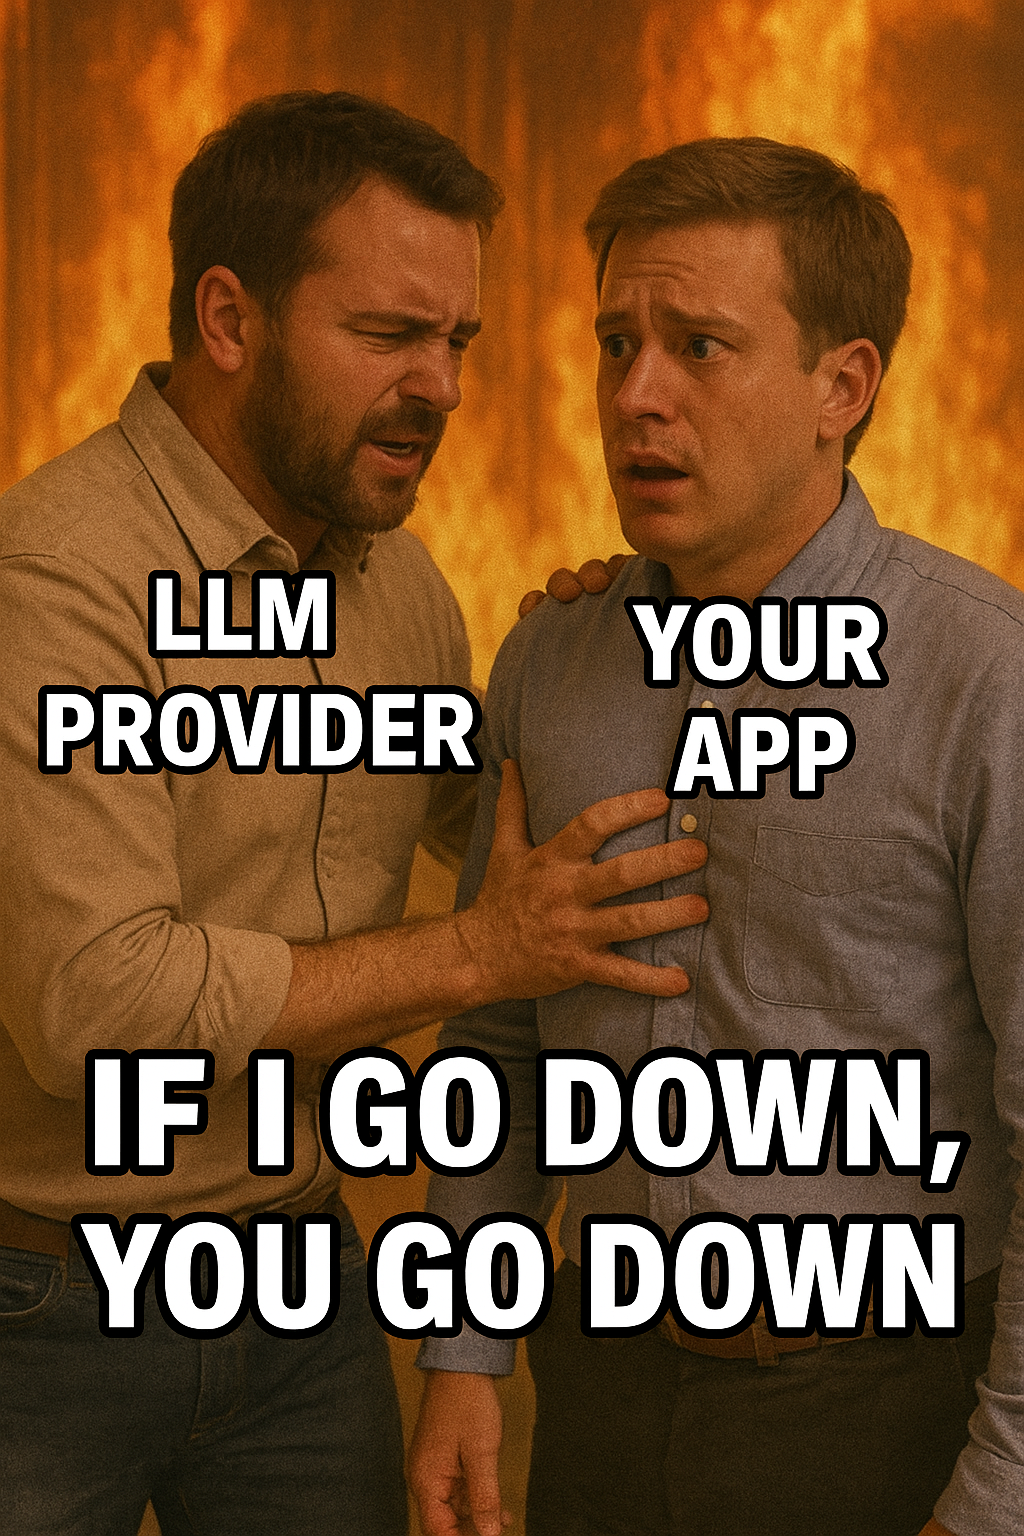 LLM
PROVIDER
YOUR
APP
IF I GO DOWN,
YOU GO DOWN